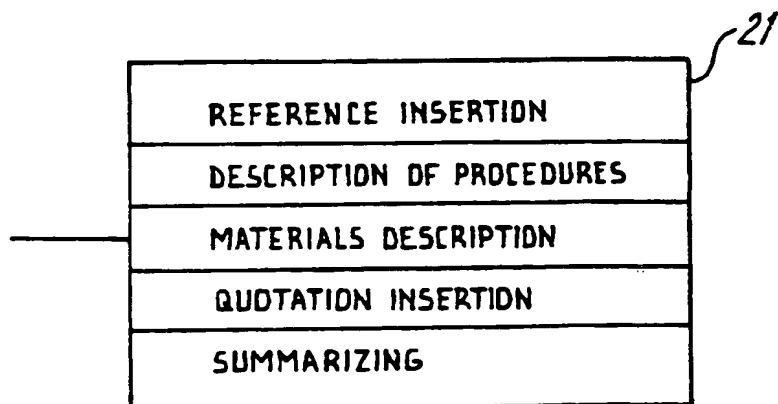 21
REFERENCE INSERTION
DESCRIPTION OF PROCEDURES
MATERIALS DESCRIPTION
QUOTATION INSERTION
SUMMARIZING